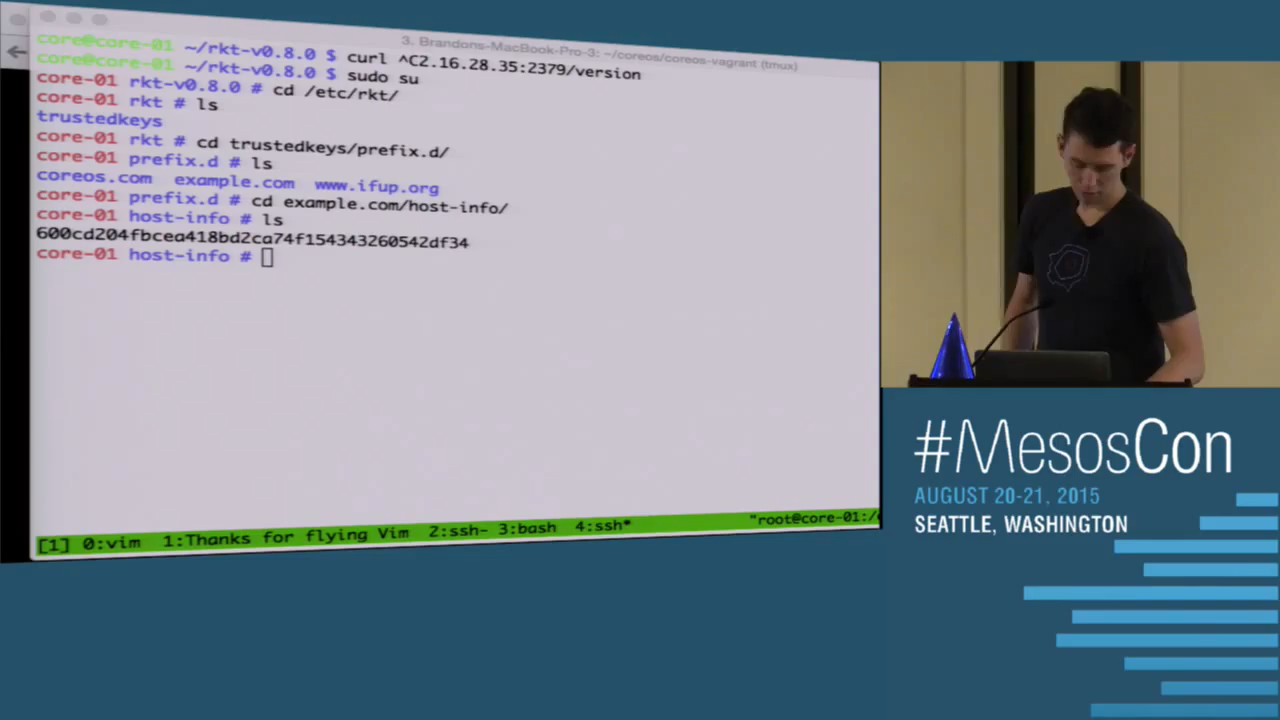 3. Brandons-MacBook-Pro-3: ~/coreos/coreos-vagrant (tmux)
core@core-01 ~/rkt-v0.8.0 $ curl ^C2.16.28.35:2379/version
core@core-01 ~/rkt-v0.8.0 $ sudo su
core-01 rkt-v0.8.0 # cd /etc/rkt/
core-01 rkt # ls
trustedkeys
core-01 rkt # cd trustedkeys/prefix.d/
core-01 prefix.d # ls
coreos.com example.com www.ifup.org
core-01 prefix.d # cd example.com/host-info/
core-01 host-info # ls
600cd204fbcea418bd2ca74f154343260542df34
core-01 host-info #
[1] 0:vim 1:Thanks for flying Vim 2:ssh- 3:bash 4:ssh* "root@core-01:/
#MesosCon
AUGUST 20-21, 2015
SEATTLE, WASHINGTON